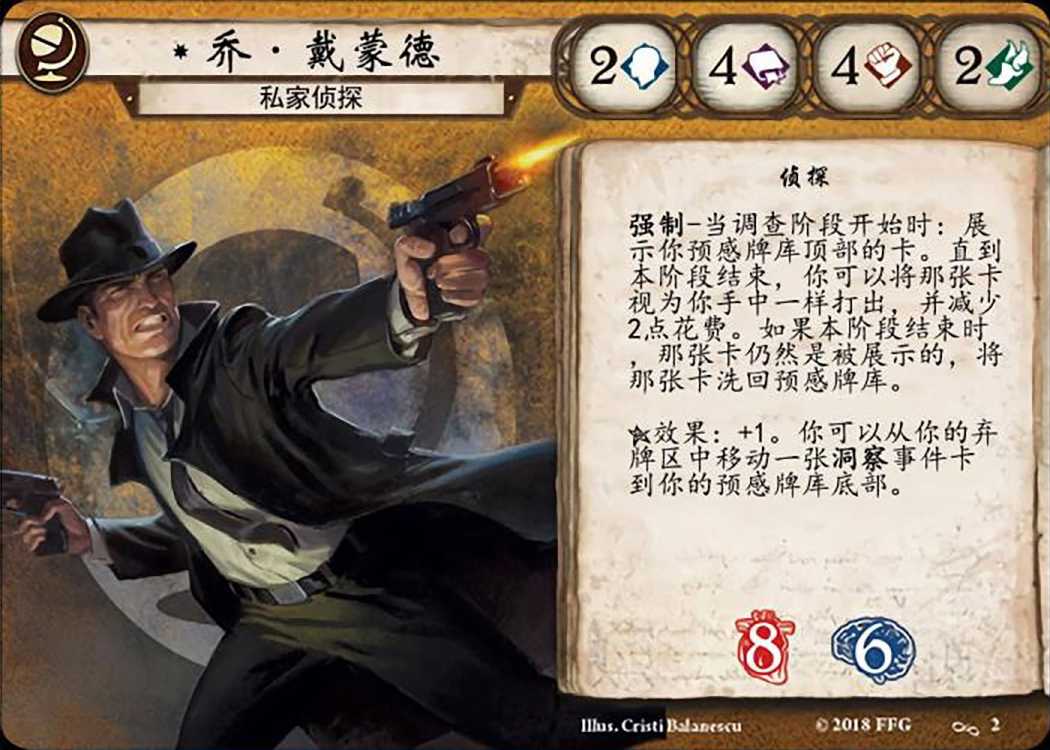 乔·戴蒙德
私家侦探
2 4 4 2
侦探
强制-当调查阶段开始时：展
示你预感牌库顶部的卡。直到
本阶段结束，你可以将那张卡
视为你手中一样打出，并减少
2点花费。如果本阶段结束时
，那张卡仍然是被展示的，将
那张卡洗回预感牌库。
效果：+1。你可以从你的弃
牌区中移动一张洞察事件卡
到你的预感牌库底部。
8 6
Illus. Cristi Balanescu © 2018 FFG 2